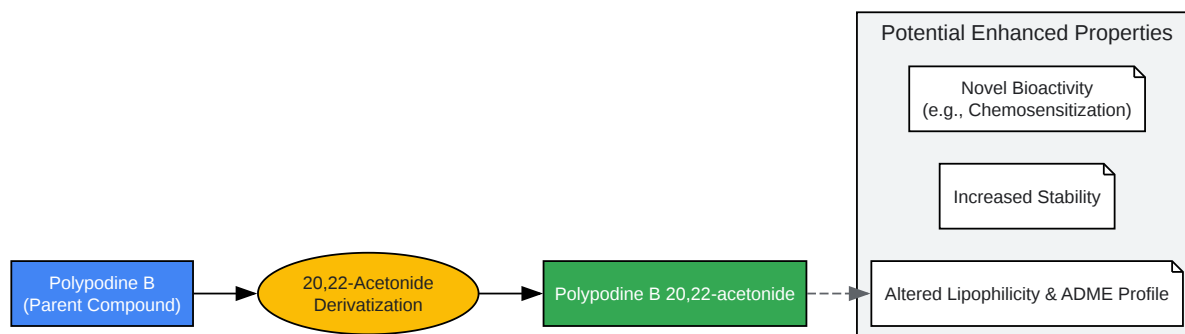 Potential Enhanced Properties
Novel Bioactivity
(e.g., Chemosensitization)
Increased Stability
Polypodine B
(Parent Compound)
20,22-Acetonide
Derivatization
Polypodine B 20,22-acetonide
Altered Lipophilicity & ADME Profile